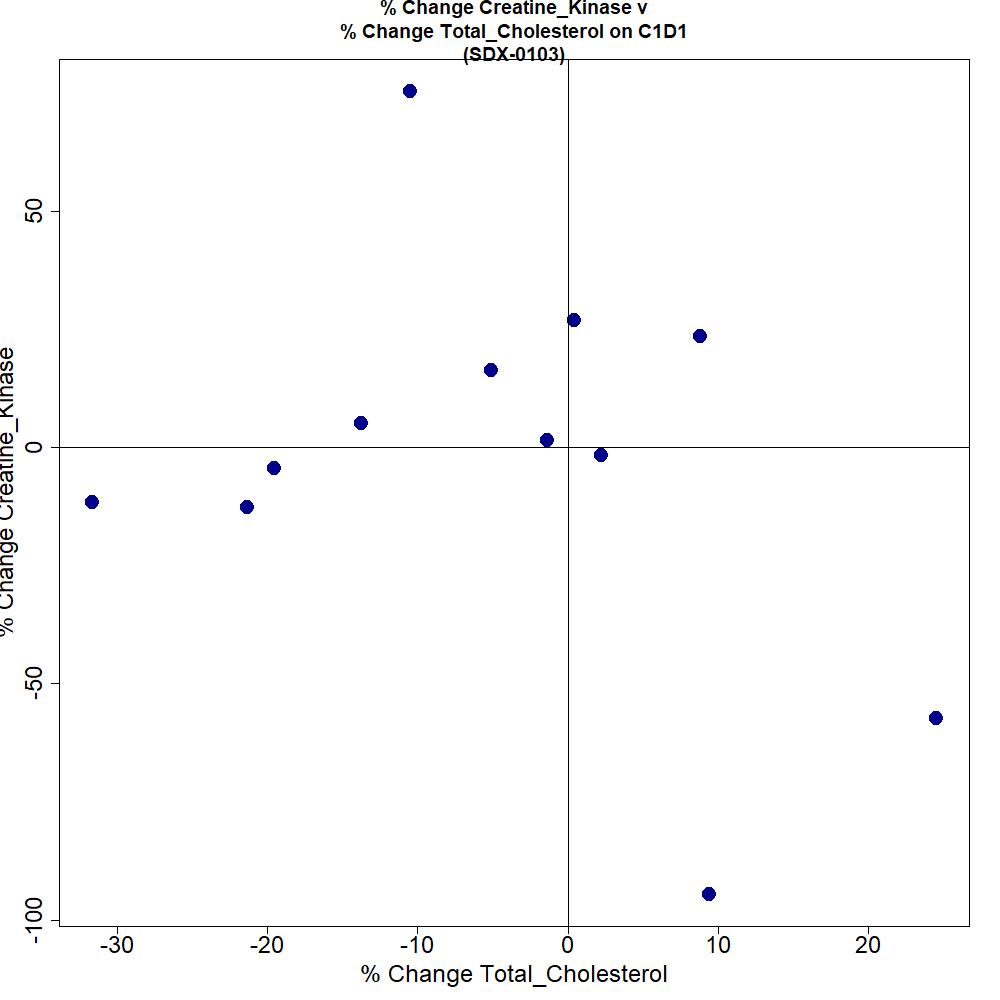 % Change Creatine_Kinase v
% Change Total_Cholesterol on C1D1
(SDX-0103)
% Change Creatine_Kinase
50
0
-50
-100
-30
-20
-10
0
10
20
% Change Total_Cholesterol